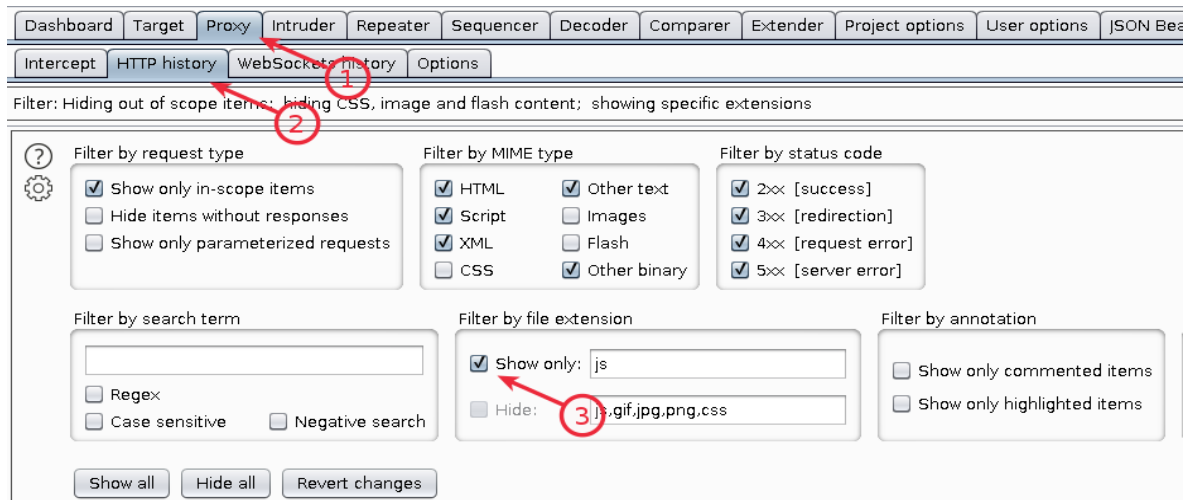 Dashboard Target Proxy Intruder Repeater Sequencer Decoder Comparer Extender Project options User options JSON Bea
Intercept HTTP history WebSockets history Options
1
Filter: Hiding out of scope items; hiding CSS, image and flash content; showing specific extensions
2
?
Filter by request type
Show only in-scope items
Hide items without responses
Show only parameterized requests
Filter by MIME type
HTML Other text
Script Images
XML Flash
CSS Other binary
Filter by status code
2xx [success]
3xx [redirection]
4xx [request error]
5xx [server error]
Filter by search term
Regex
Case sensitive Negative search
Filter by file extension
Show only: js
Hide: js,gif,jpg,png,css
3
Filter by annotation
Show only commented items
Show only highlighted items
Show all Hide all Revert changes